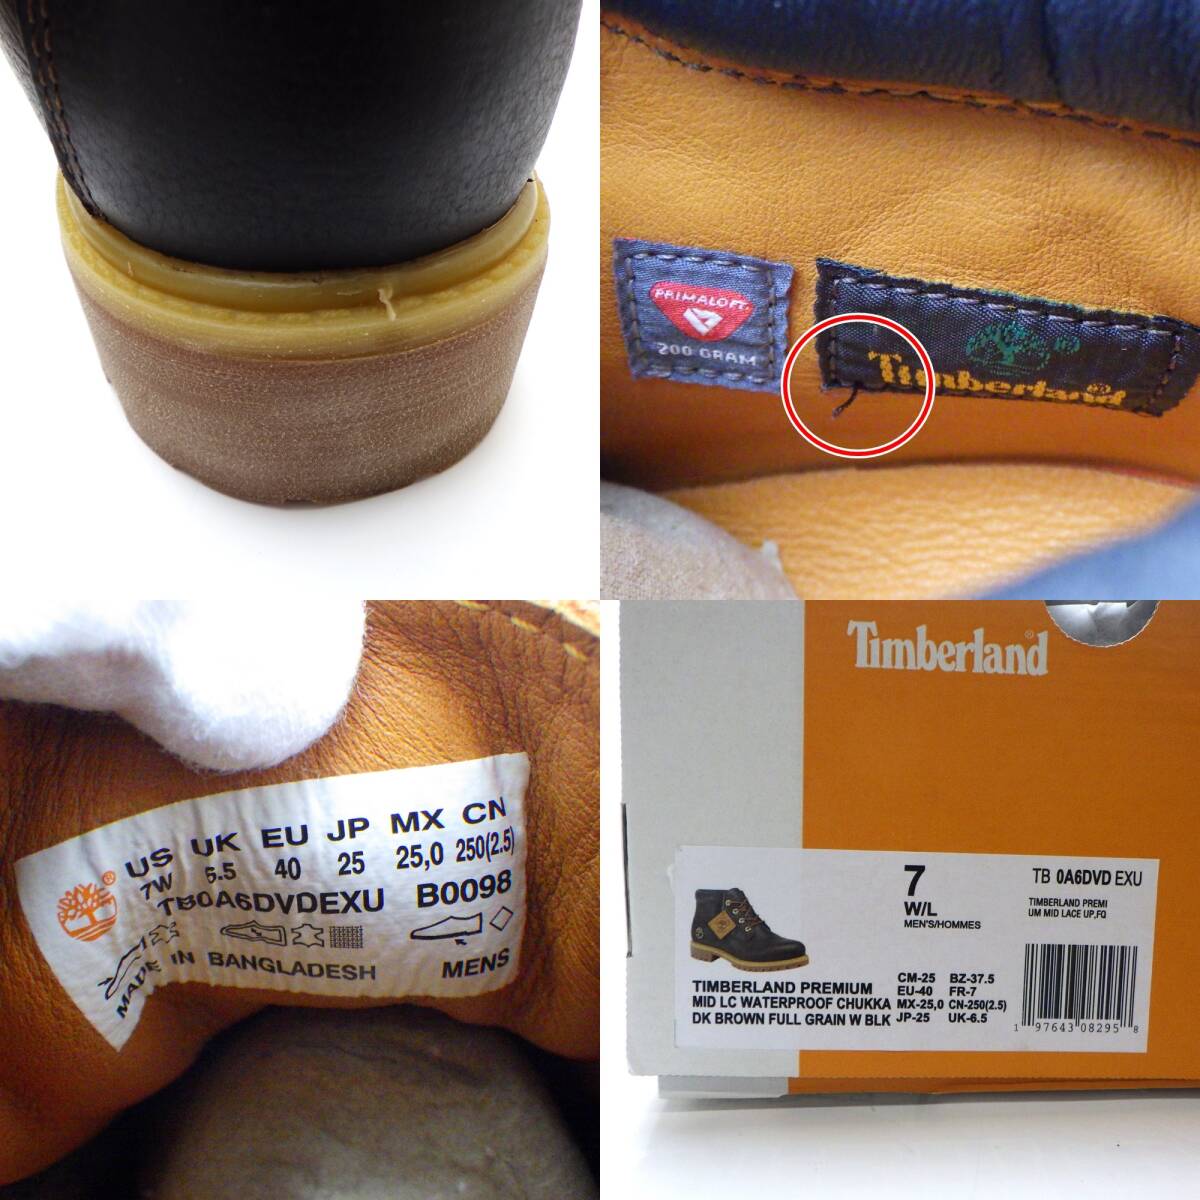 PRIMALOFT
200 GRAM
Timberland®
US UK EU JP MX CN
7W 6.5 40 25 25,0 250(2.5)
TB0A6DVDEXU B0098
MADE IN BANGLADESH MENS
Timberland®
7
W/L
MEN'S/HOMMES
TB 0A6DVD EXU
TIMBERLAND PREMI
UM MID LACE UP,FQ
TIMBERLAND PREMIUM
MID LC WATERPROOF CHUKKA
DK BROWN FULL GRAIN W BLK
CM-25 BZ-37.5
EU-40 FR-7
MX-25,0 CN-250(2.5)
JP-25 UK-6.5
1 97643 08295 8